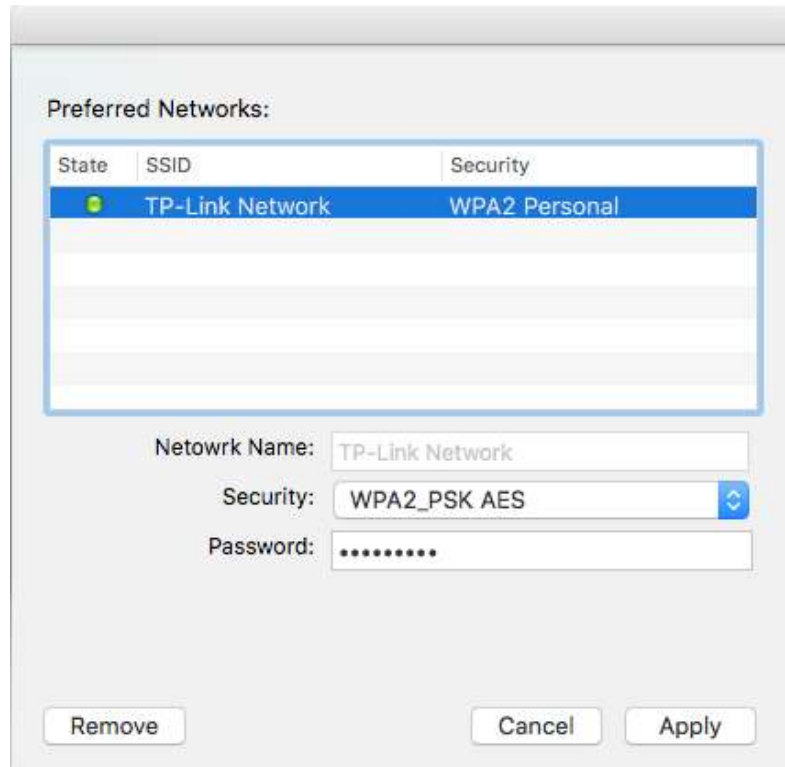 Preferred Networks:
State SSID Security
TP-Link Network WPA2 Personal
Netowrk Name: TP-Link Network
Security: WPA2_PSK AES
Password: •••••••••
Remove Cancel Apply